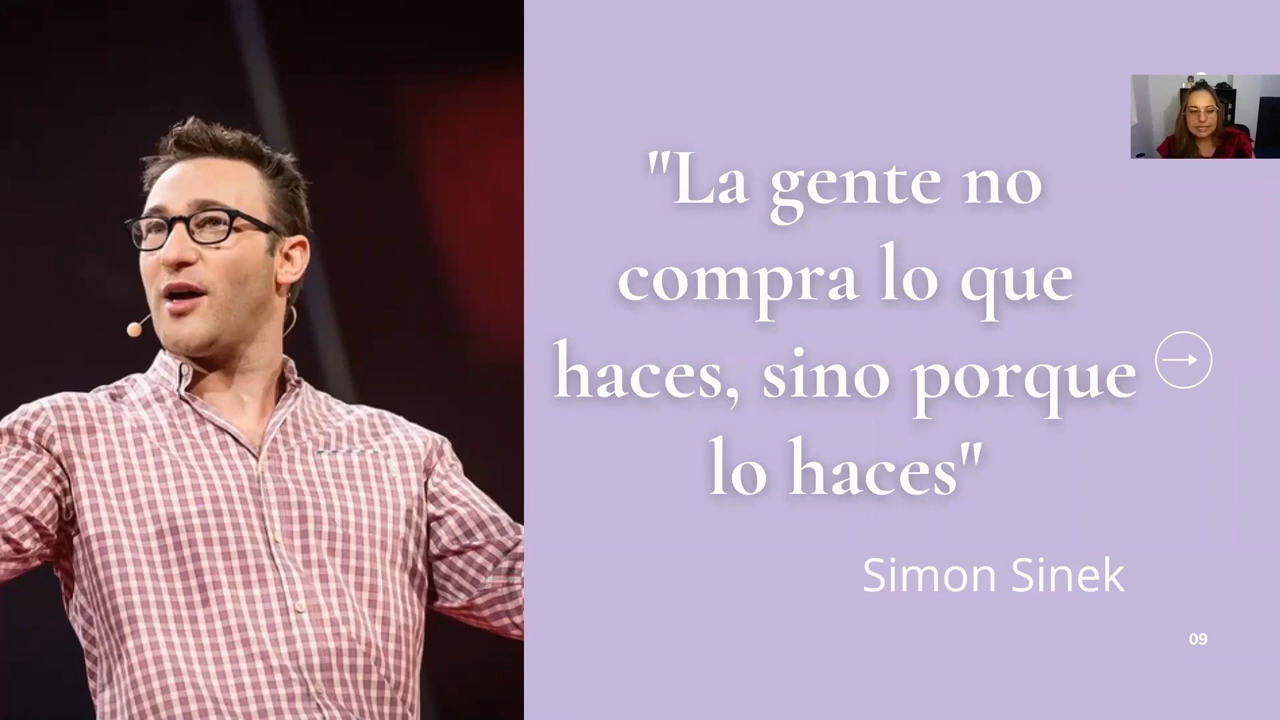 "La gente no
compra lo que
haces, sino porque
lo haces"
Simon Sinek
09